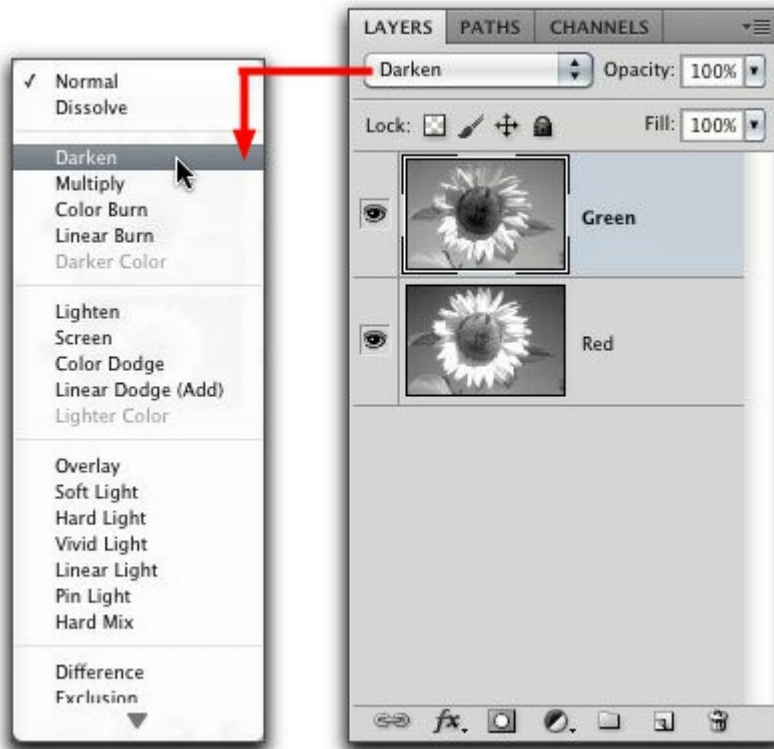 Normal
Dissolve
Darken
Multiply
Color Burn
Linear Burn
Darker Color
Lighten
Screen
Color Dodge
Linear Dodge (Add)
Lighter Color
Overlay
Soft Light
Hard Light
Vivid Light
Linear Light
Pin Light
Hard Mix
Difference
Exclusion
LAYERS PATHS CHANNELS
Darken Opacity: 100%
Lock: Fill: 100%
Green
Red
fx.